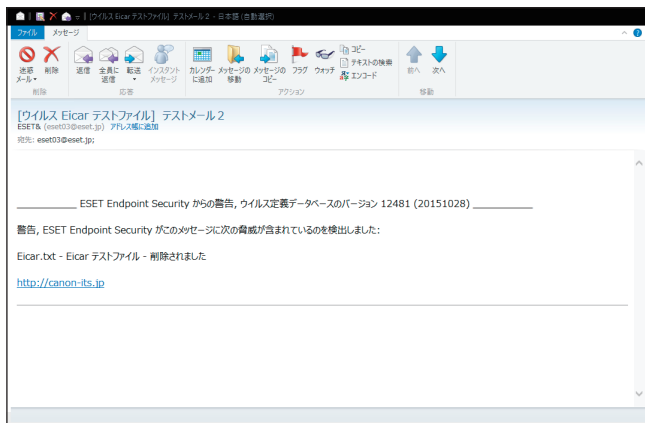 [ウイルス Eicar テストファイル] テストメール 2 - 日本語 (自動選択)
ファイル メッセージ
迷惑メール 削除 返信 全員に返信 転送 インスタントメッセージ カレンダーに追加 メッセージの移動 メッセージのコピー フラグ ウォッチ コピー テキストの検索 エンコード 前へ 次へ
削除 応答 アクション 移動
[ウイルス Eicar テストファイル] テストメール 2
ESET& (eset03@eset.jp) アドレス帳に追加
宛先: eset03@eset.jp;
__________ ESET Endpoint Security からの警告, ウイルス定義データベースのバージョン 12481 (20151028) __________
警告, ESET Endpoint Security がこのメッセージに次の脅威が含まれているのを検出しました:
Eicar.txt - Eicar テストファイル - 削除されました
http://canon-its.jp